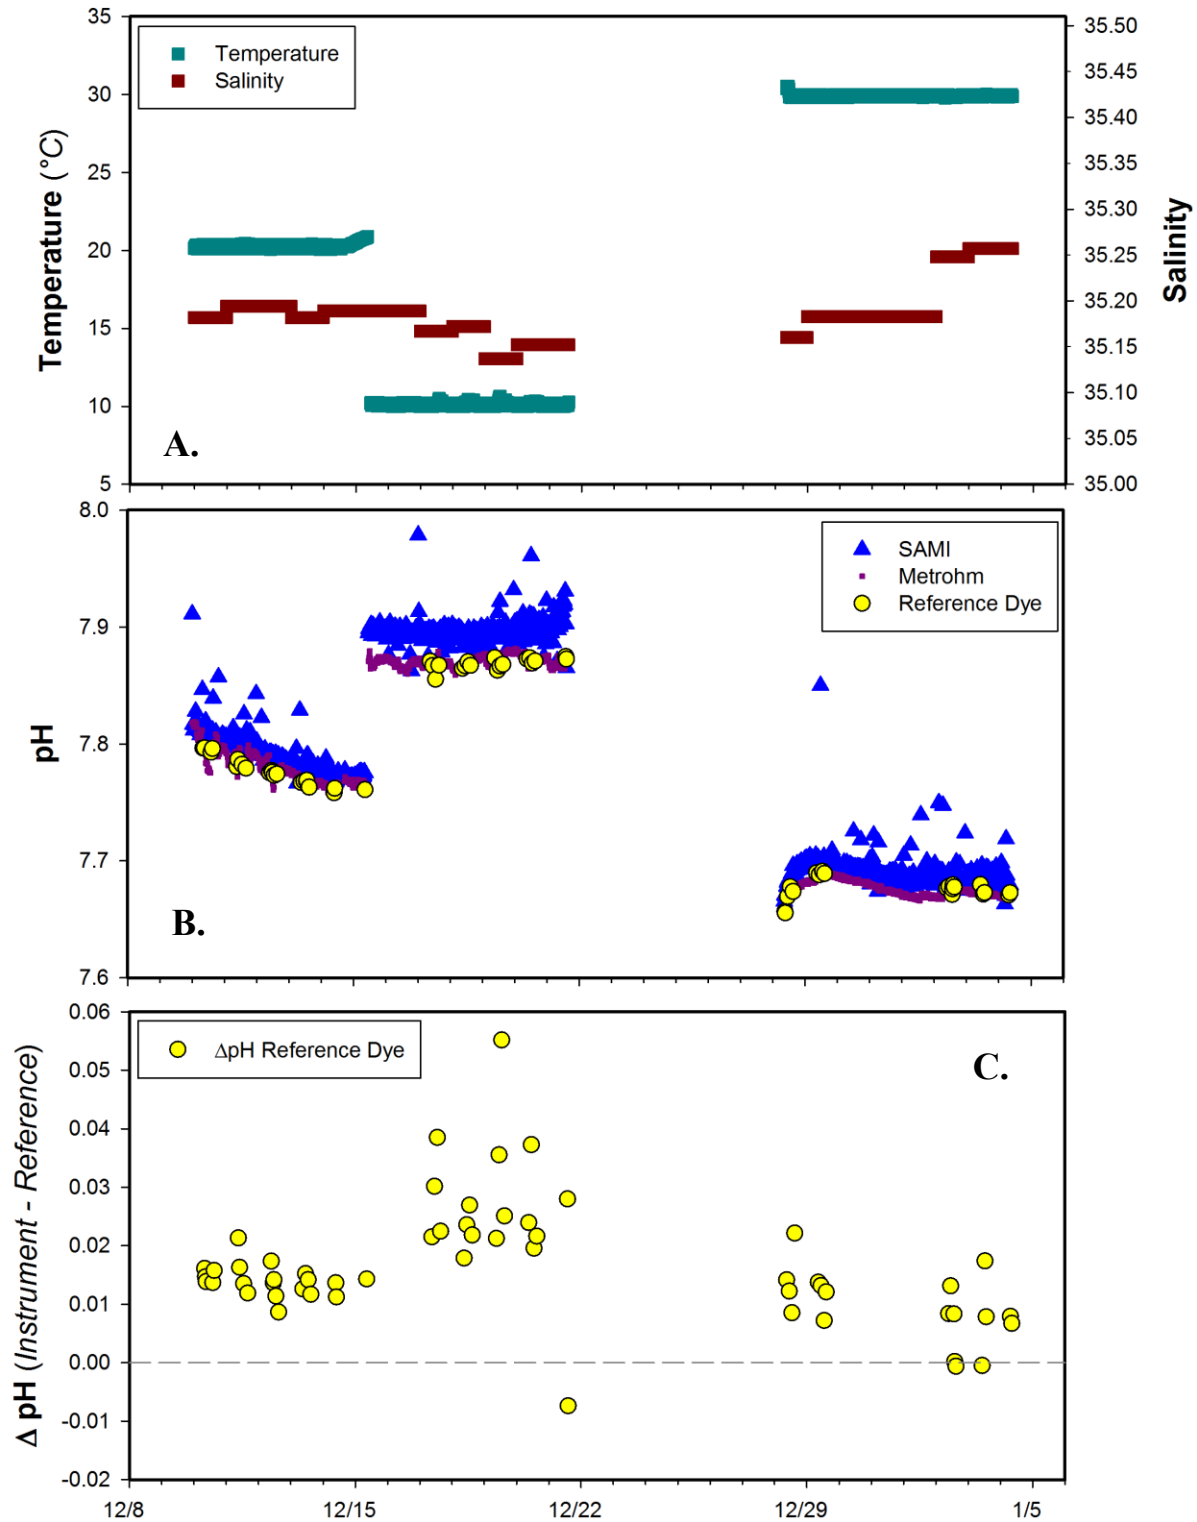 35
30
25
20
15
10
5
Temperature (°C)
Temperature
Salinity
A.
35.50
35.45
35.40
35.35
35.30
35.25
35.20
35.15
35.10
35.05
35.00
Salinity
8.0
7.9
7.8
7.7
7.6
pH
SAMI
Metrohm
Reference Dye
B.
0.06
0.05
0.04
0.03
0.02
0.01
0.00
-0.01
-0.02
Δ pH (Instrument - Reference)
ΔpH Reference Dye
C.
12/8 12/15 12/22 12/29 1/5